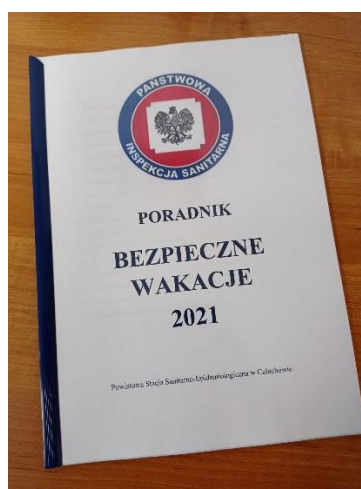 PAŃSTWOWA
INSPEKCJA SANITARNA
PORADNIK
BEZPIECZNE
WAKACJE
2021
Powiatowa Stacja Sanitarno-Epidemiologiczna w Człuchowie